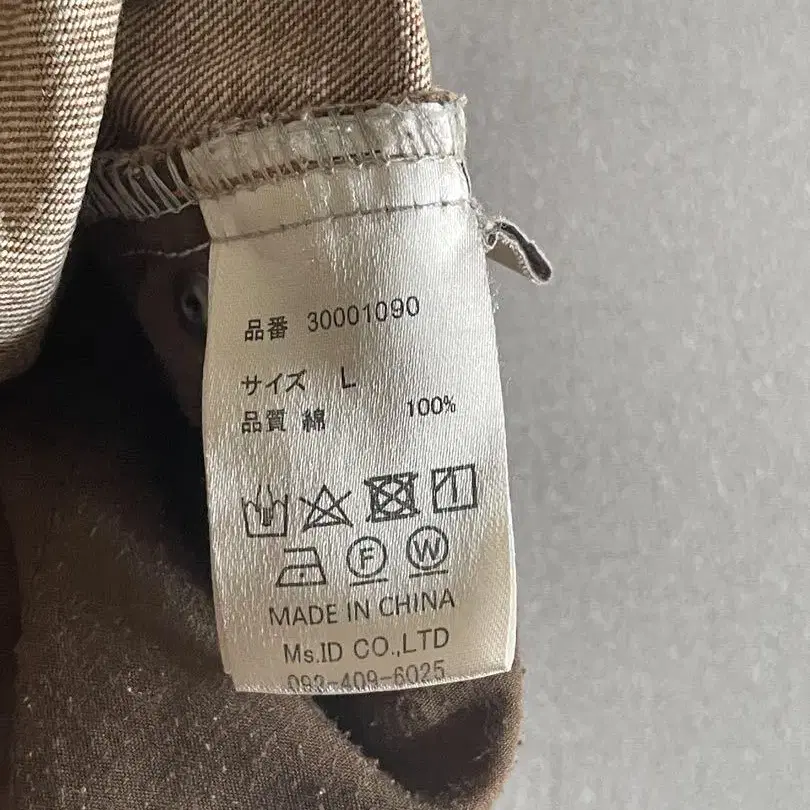 品番 30001090
サイズ L
品質 綿 100%
F W
MADE IN CHINA
Ms.ID CO.,LTD
093-409-6025